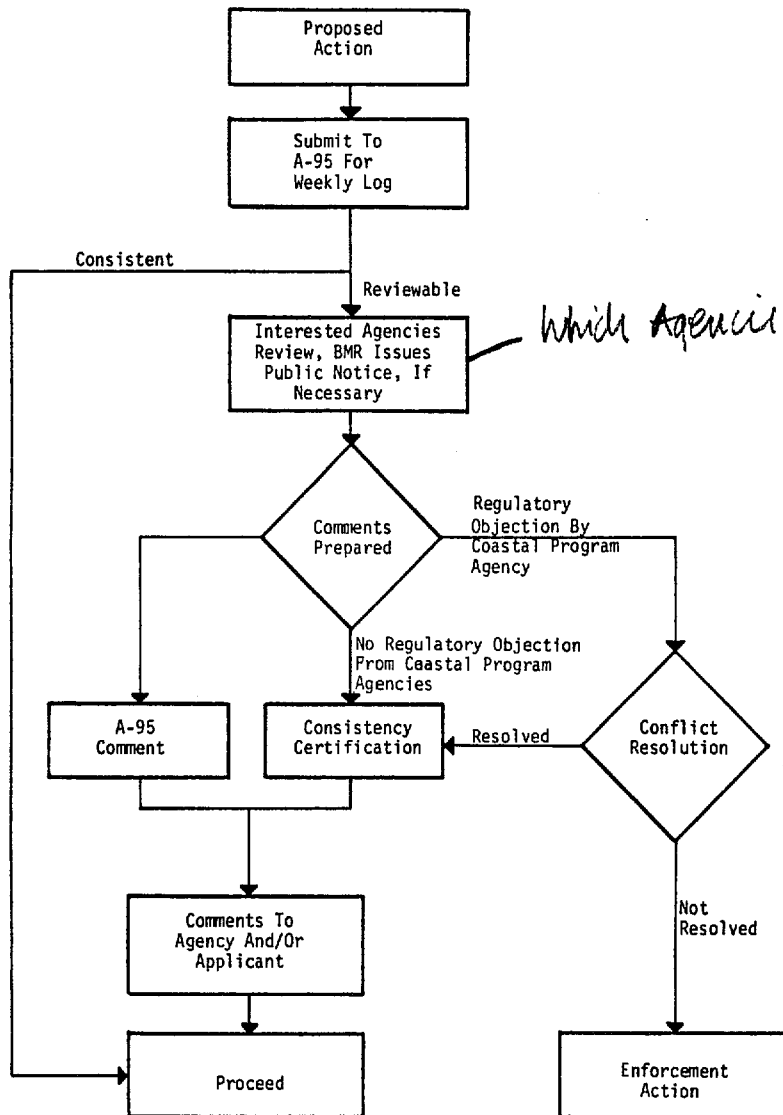 Proposed
Action
Submit To
A-95 For
Weekly Log
Consistent
Reviewable
Interested Agencies
Review, BMR Issues
Public Notice, If
Necessary
Which Agencie
Comments
Prepared
Regulatory
Objection By
Coastal Program
Agency
No Regulatory Objection
From Coastal Program
Agencies
A-95
Comment
Consistency
Certification
Resolved
Conflict
Resolution
Comments To
Agency And/Or
Applicant
Not
Resolved
Proceed
Enforcement
Action